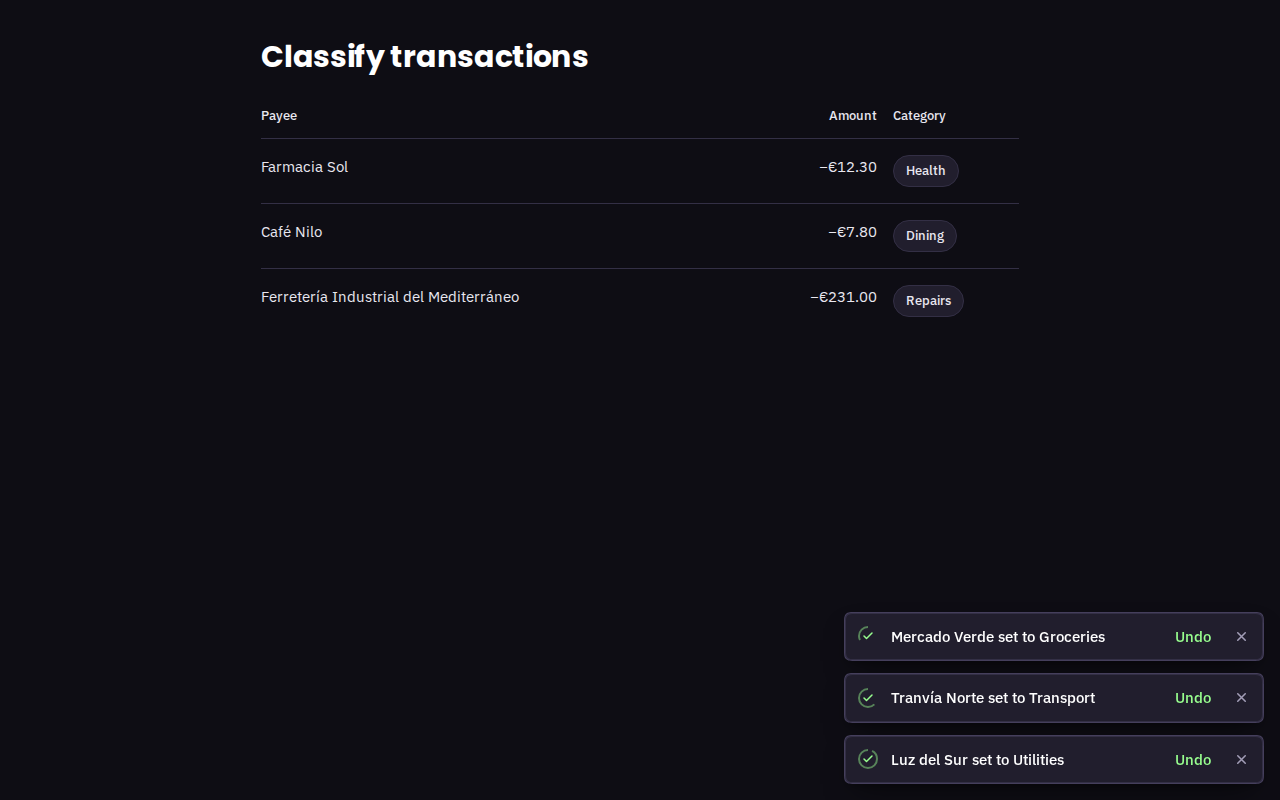 Classify transactions
Payee Amount Category
Farmacia Sol −€12.30 Health
Café Nilo −€7.80 Dining
Ferretería Industrial del Mediterráneo −€231.00 Repairs
Mercado Verde set to Groceries Undo
Tranvía Norte set to Transport Undo
Luz del Sur set to Utilities Undo